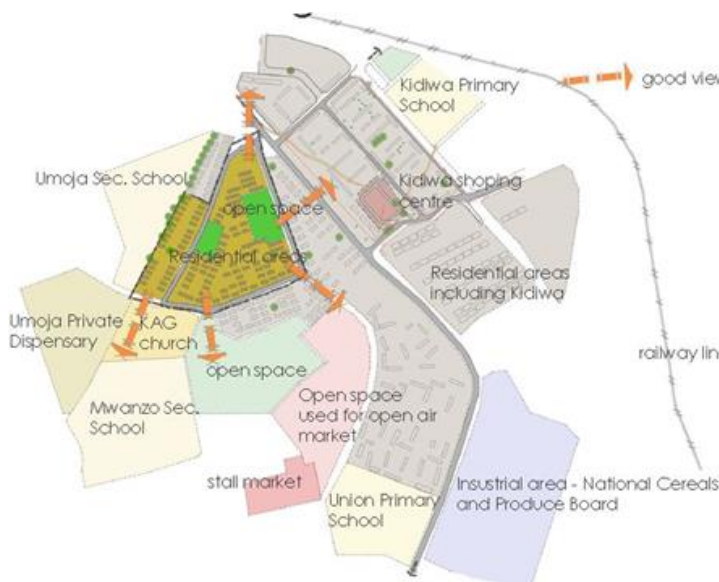 good view
Kidiwa Primary
School
Umoja Sec. School
Kidiwa shoping
centre
open space
Residential areas
Residential areas
including Kidiwa
Umoja Private
Dispensary
KAG
church
railway lin
open space
Mwanzo Sec.
School
Open space
used for open air
market
stall market
Union Primary
School
Insustrial area - National Cereals
and Produce Board